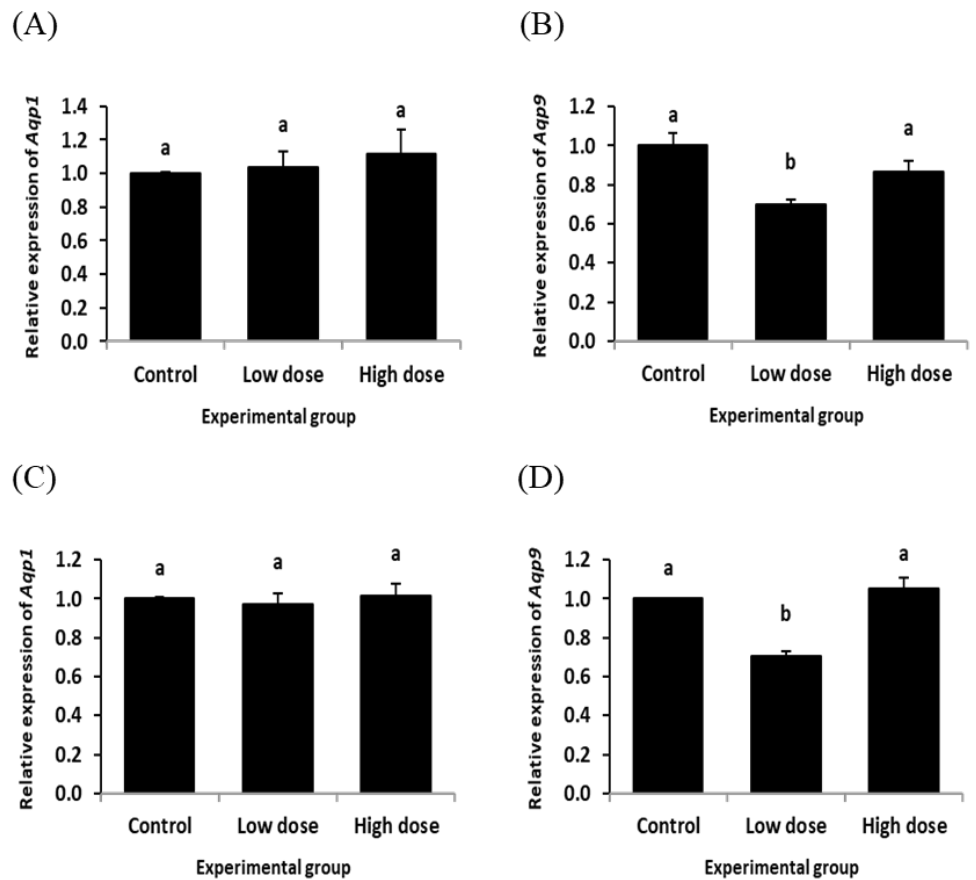 (A)
Relative expression of Aqp1
1.4
1.2
1.0
0.8
0.6
0.4
0.2
0.0
a
a
a
Control
Low dose
High dose
Experimental group
(B)
Relative expression of Aqp9
1.2
1.0
0.8
0.6
0.4
0.2
0.0
a
b
a
Control
Low dose
High dose
Experimental group
(C)
Relative expression of Aqp1
1.2
1.0
0.8
0.6
0.4
0.2
0.0
a
a
a
Control
Low dose
High dose
Experimental group
(D)
Relative expression of Aqp9
1.2
1.0
0.8
0.6
0.4
0.2
0.0
a
b
a
Control
Low dose
High dose
Experimental group